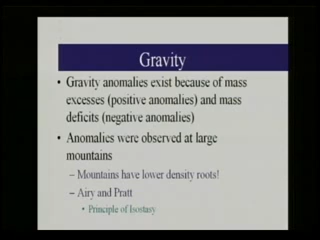 Gravity
• Gravity anomalies exist because of mass
excesses (positive anomalies) and mass
deficits (negative anomalies)
• Anomalies were observed at large
mountains
– Mountains have lower density roots!
– Airy and Pratt
• Principle of Isostasy